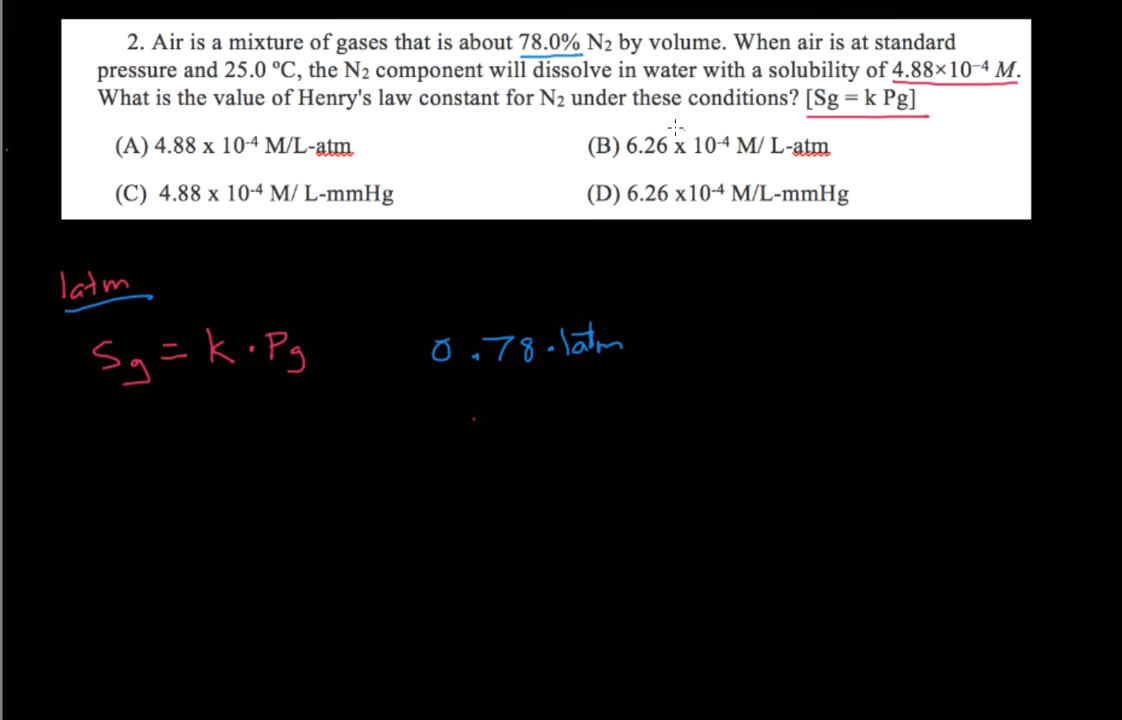 2. Air is a mixture of gases that is about 78.0% N₂ by volume. When air is at standard
pressure and 25.0 ºC, the N₂ component will dissolve in water with a solubility of 4.88×10⁻⁴ M.
What is the value of Henry's law constant for N₂ under these conditions? [Sg = k Pg]
(A) 4.88 x 10⁻⁴ M/L-atm
(B) 6.26 x 10⁻⁴ M/ L-atm
(C) 4.88 x 10⁻⁴ M/ L-mmHg
(D) 6.26 x10⁻⁴ M/L-mmHg
1atm
Sg = k · Pg
0.78 · 1atm